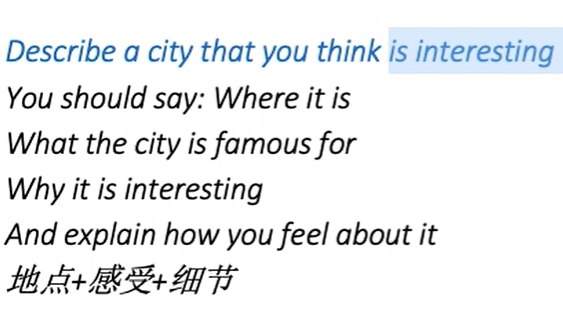 Describe a city that you think is interesting
You should say: Where it is
What the city is famous for
Why it is interesting
And explain how you feel about it
地点+感受+细节